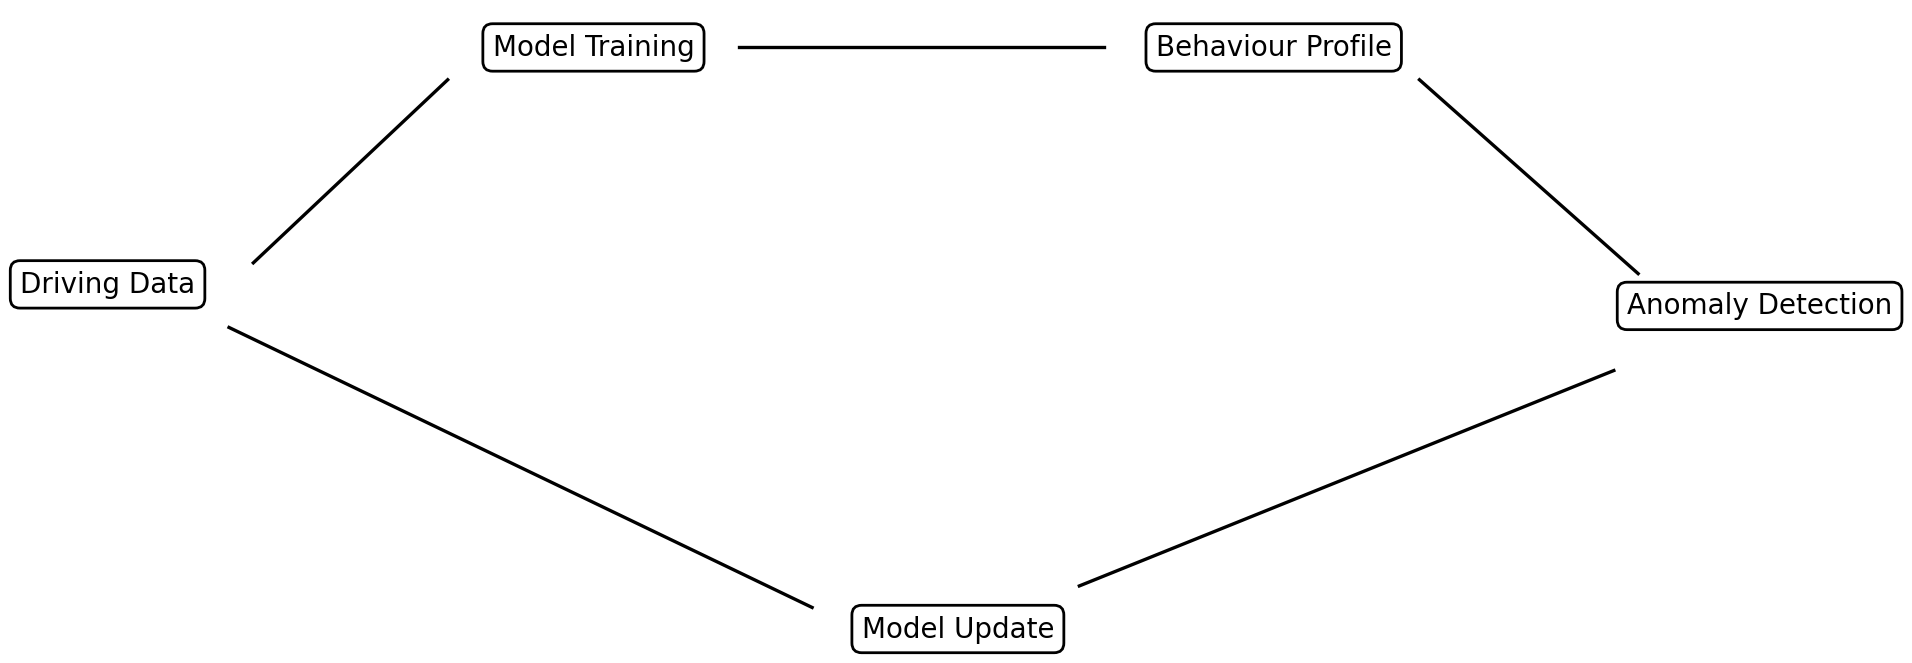 Model Training
Behaviour Profile
Driving Data
Anomaly Detection
Model Update